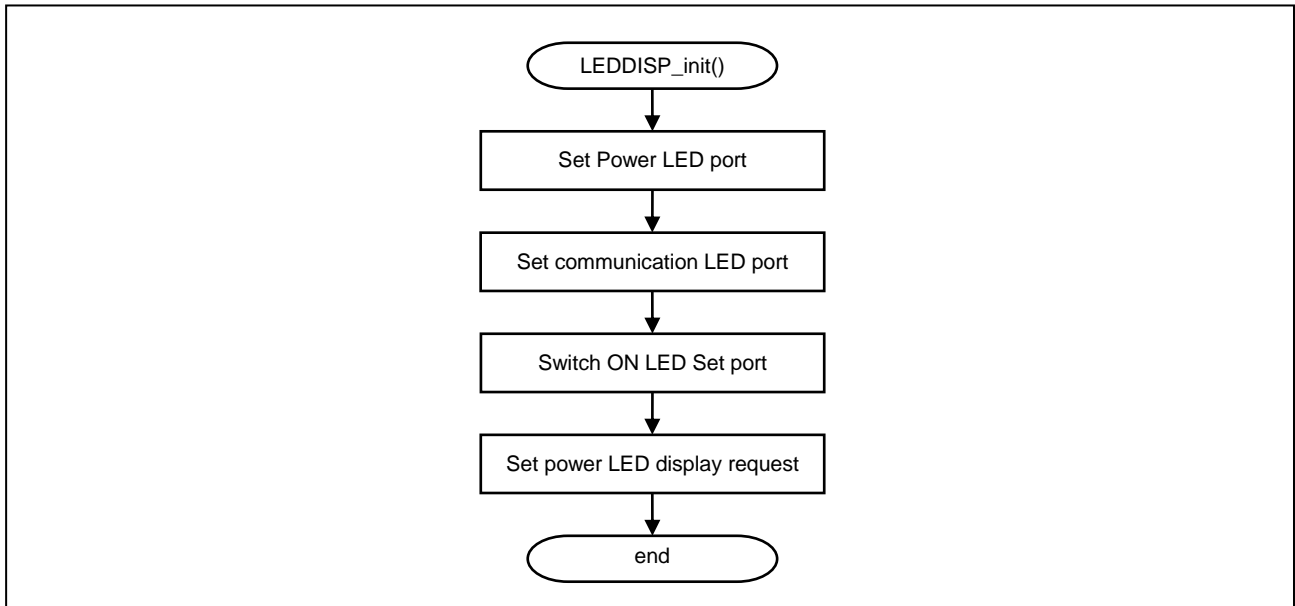 LEDDISP_init()
Set Power LED port
Set communication LED port
Switch ON LED Set port
Set power LED display request
end